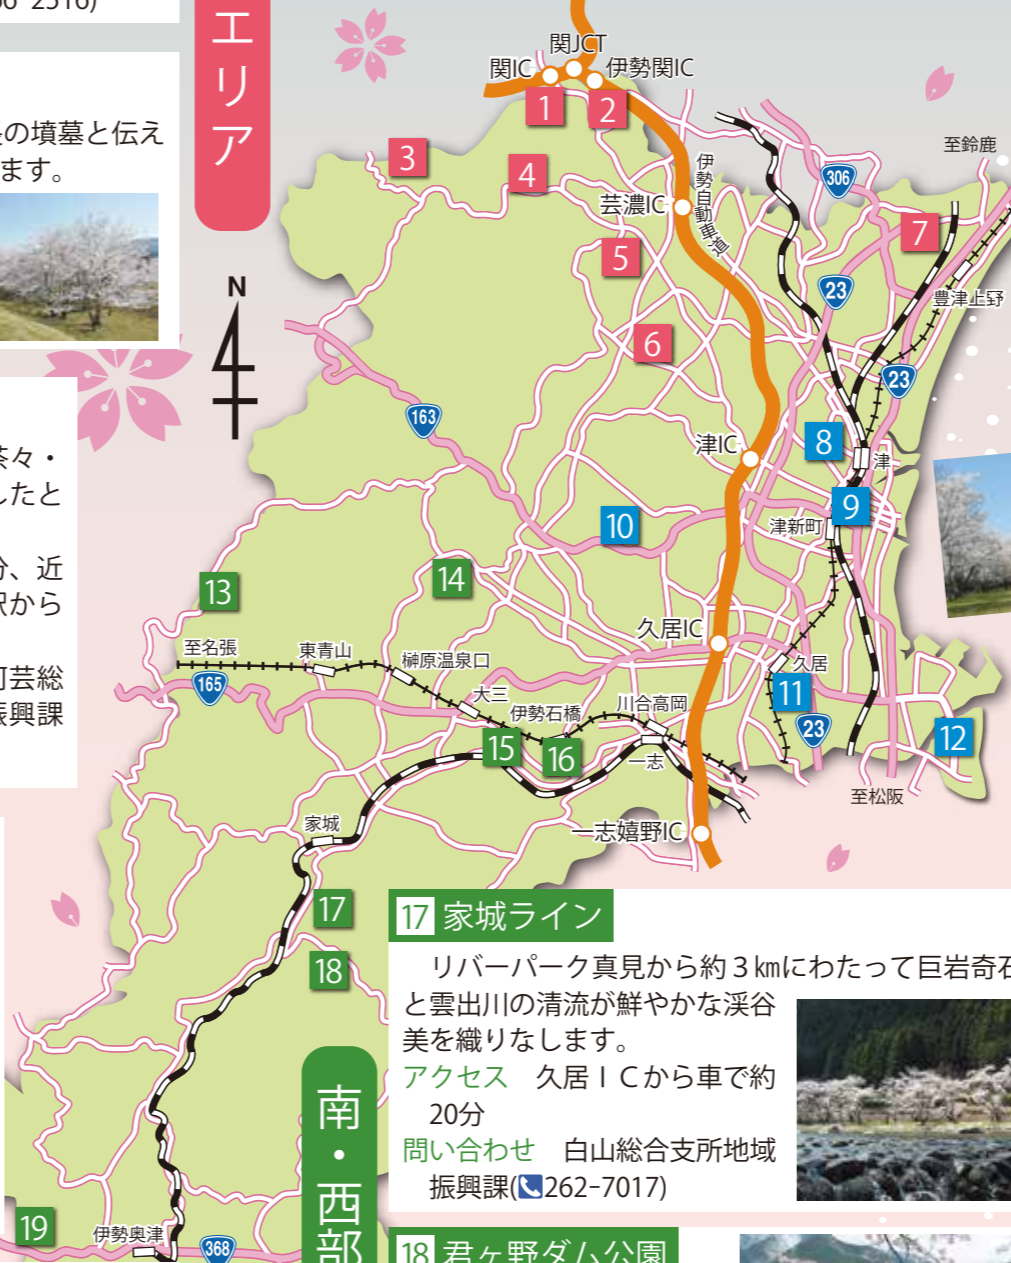 エリア
の墳墓と伝え
ます。
茶々・
したと
分、近
駅から
河芸総
振興課
関JCT
関IC
伊勢関IC
1
2
3
4
至鈴鹿
306
伊勢自動車道
芸濃IC
5
7
23
豊津上野
N
6
23
163
津IC
8
津
9
10
津新町
13
14
久居IC
至名張
東青山
榊原温泉口
久居
165
大三
伊勢石橋
川合高岡
11
23
12
15
16
一志
至松阪
家城
一志嬉野IC
17
18
19
伊勢奥津
368
南・西部
17 家城ライン
リバーパーク真見から約3㎞にわたって巨岩奇石
と雲出川の清流が鮮やかな渓谷
美を織りなします。
アクセス 久居ICから車で約
20分
問い合わせ 白山総合支所地域
振興課(262-7017)
18 君ヶ野ダム公園